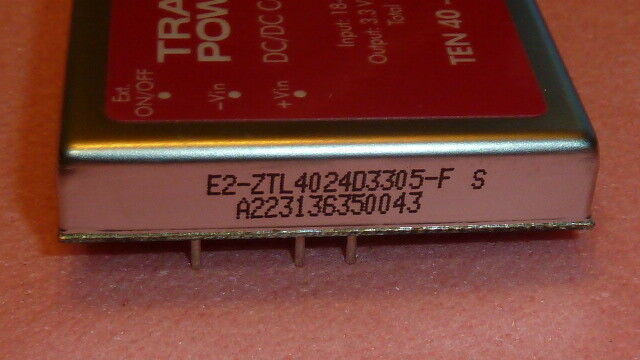 TRA
POW
DC/DC C
Input: 18-
Output: 3.3 V
Total
TEN 40-
Ext.
ON/OFF
-Vin
+Vin
E2-ZTL4024D3305-F S
A223136350043